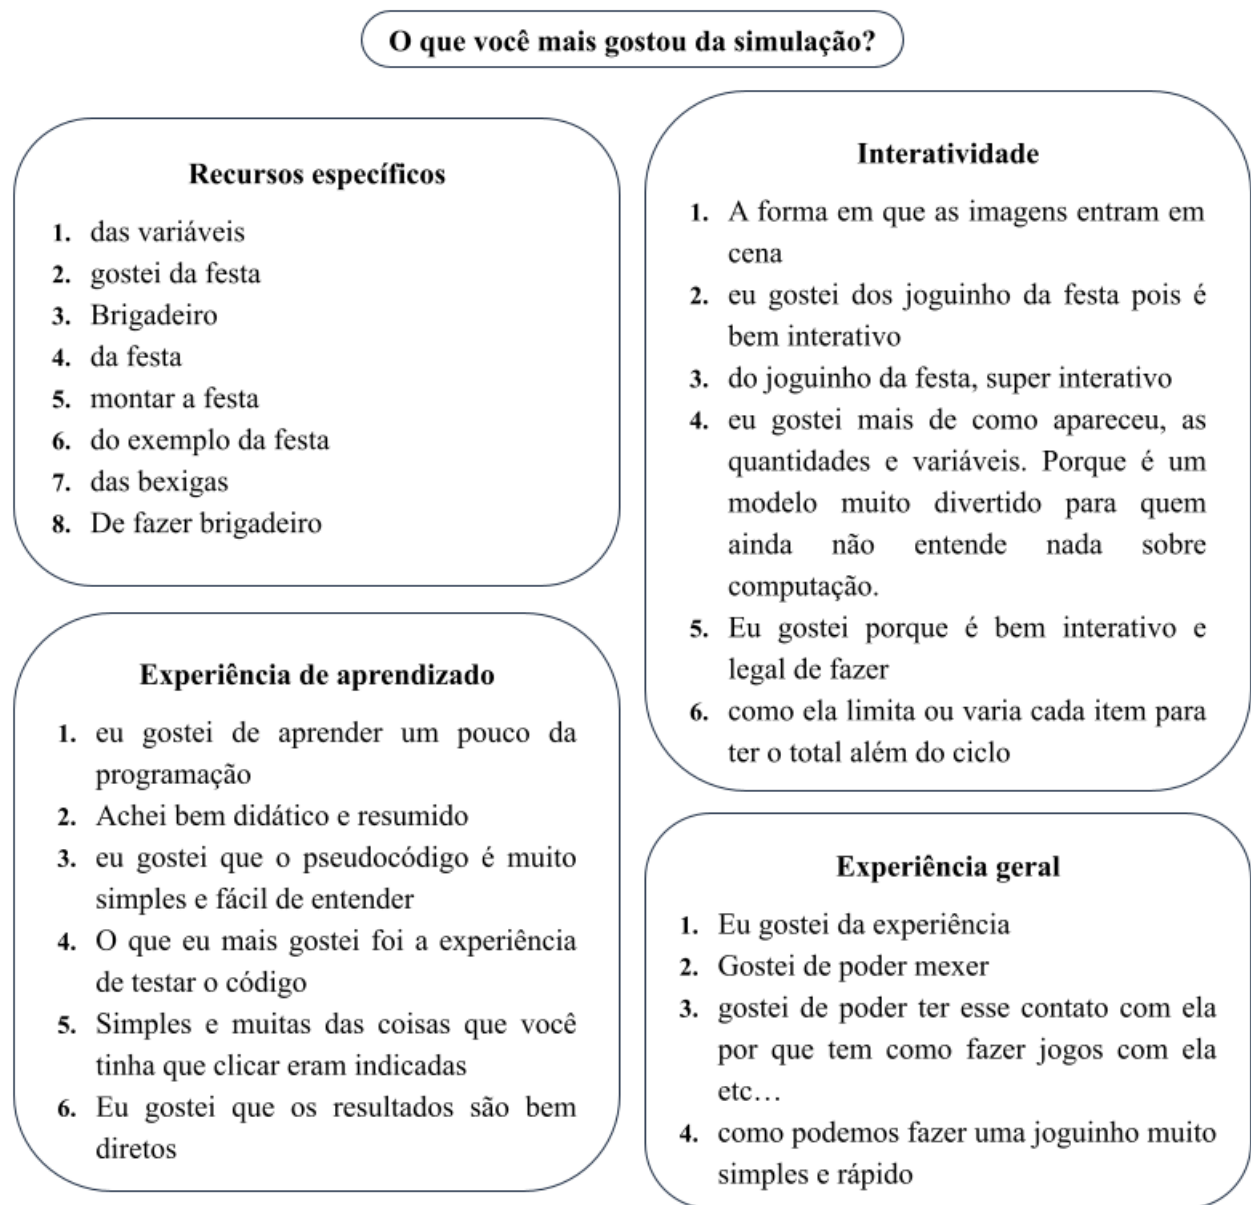 O que você mais gostou da simulação?
Recursos específicos
1. das variáveis
2. gostei da festa
3. Brigadeiro
4. da festa
5. montar a festa
6. do exemplo da festa
7. das bexigas
8. De fazer brigadeiro
Interatividade
1. A forma em que as imagens entram em
cena
2. eu gostei dos joguinho da festa pois é
bem interativo
3. do joguinho da festa, super interativo
4. eu gostei mais de como apareceu, as
quantidades e variáveis. Porque é um
modelo muito divertido para quem
ainda não entende nada sobre
computação.
5. Eu gostei porque é bem interativo e
legal de fazer
6. como ela limita ou varia cada item para
ter o total além do ciclo
Experiência de aprendizado
1. eu gostei de aprender um pouco da
programação
2. Achei bem didático e resumido
3. eu gostei que o pseudocódigo é muito
simples e fácil de entender
4. O que eu mais gostei foi a experiência
de testar o código
5. Simples e muitas das coisas que você
tinha que clicar eram indicadas
6. Eu gostei que os resultados são bem
diretos
Experiência geral
1. Eu gostei da experiência
2. Gostei de poder mexer
3. gostei de poder ter esse contato com ela
por que tem como fazer jogos com ela
etc…
4. como podemos fazer uma joguinho muito
simples e rápido